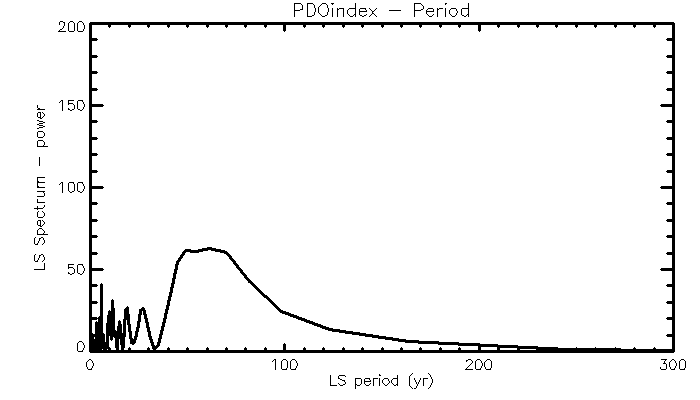 PDOindex – Period
200
150
100
50
0
LS Spectrum – power
0 100 200 300
LS period (yr)